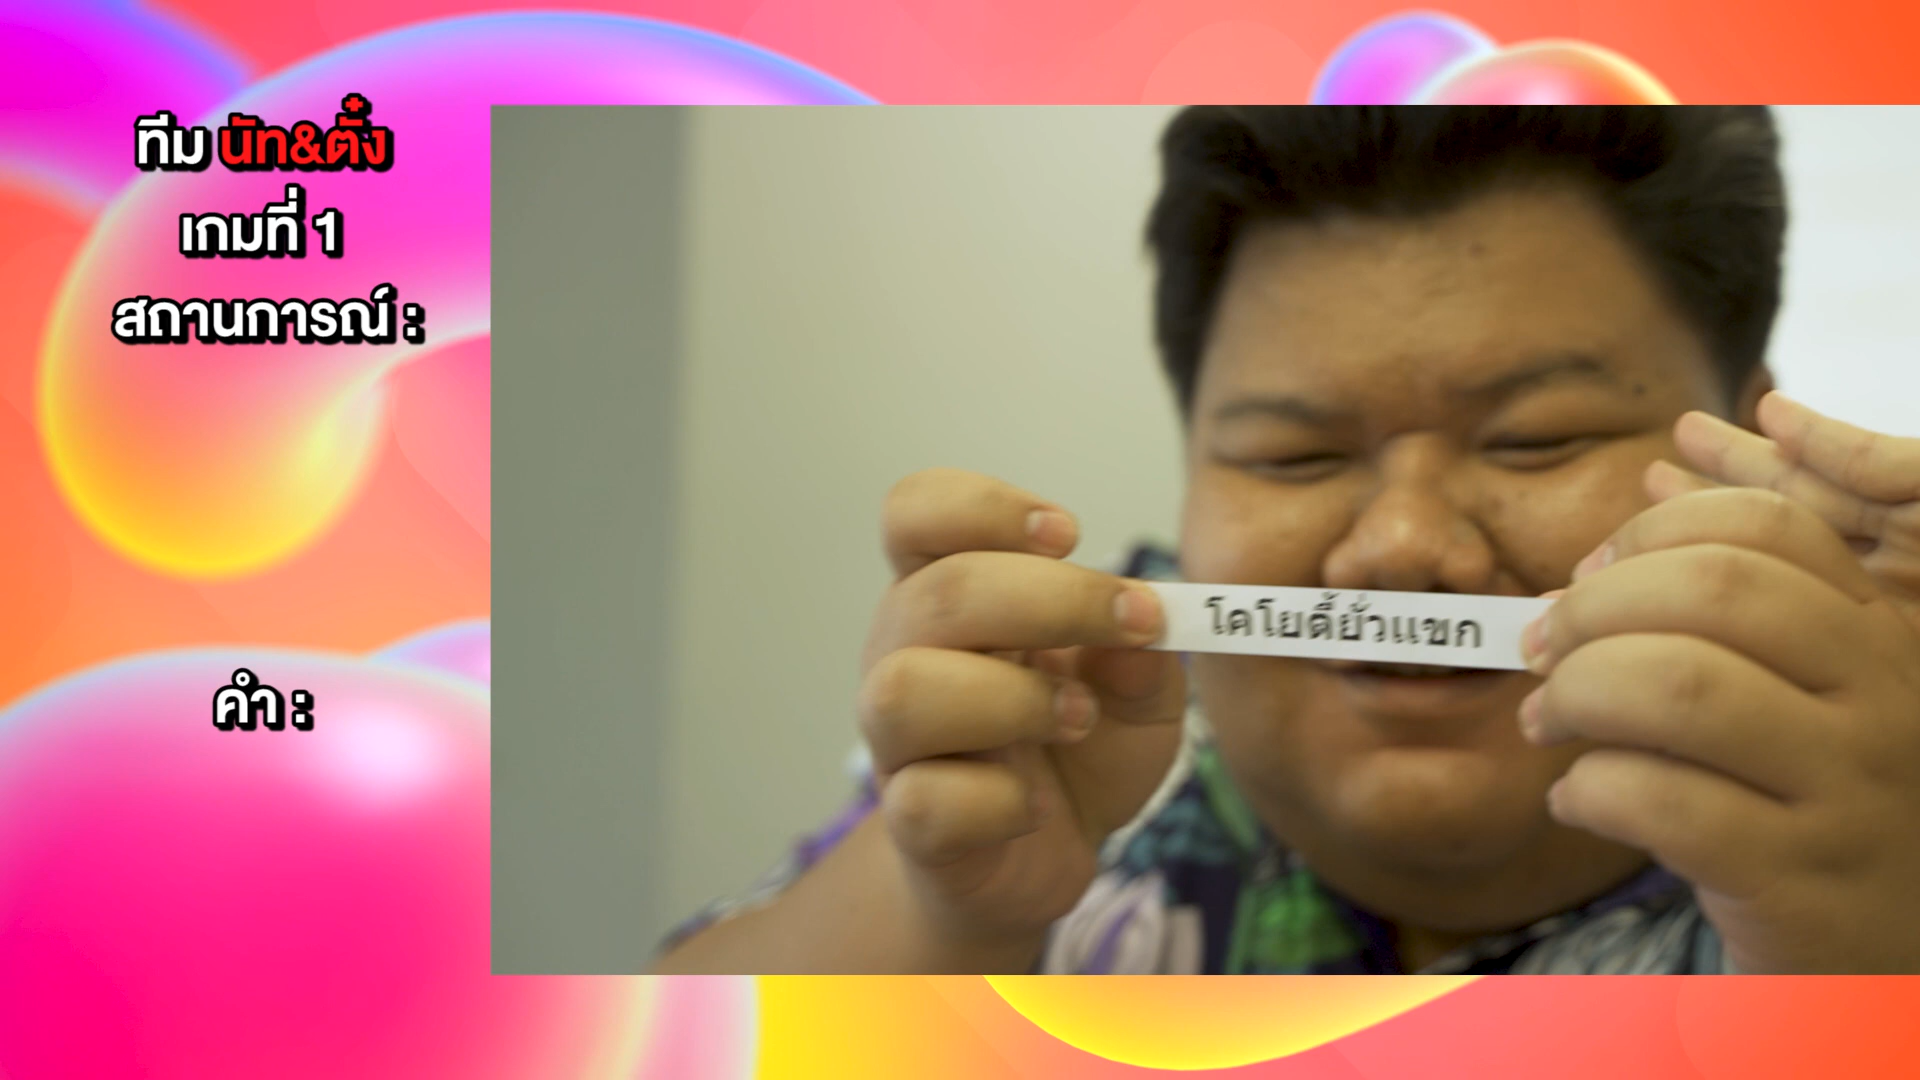 ทีม นัท&ตั๋ง
เกมที่ 1
สถานการณ์ :
โคโยตี้ยั่วแขก
คำ :